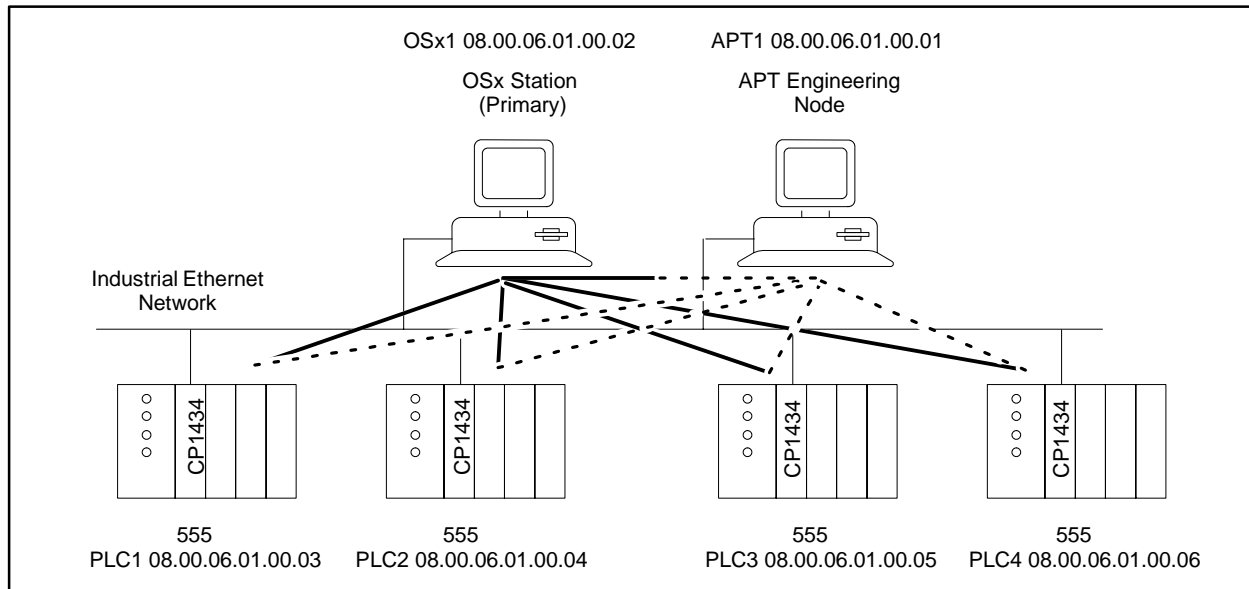 OSx1 08.00.06.01.00.02
APT1 08.00.06.01.00.01
OSx Station
(Primary)
APT Engineering
Node
Industrial Ethernet
Network
CP1434
CP1434
CP1434
CP1434
555
PLC1 08.00.06.01.00.03
555
PLC2 08.00.06.01.00.04
555
PLC3 08.00.06.01.00.05
555
PLC4 08.00.06.01.00.06